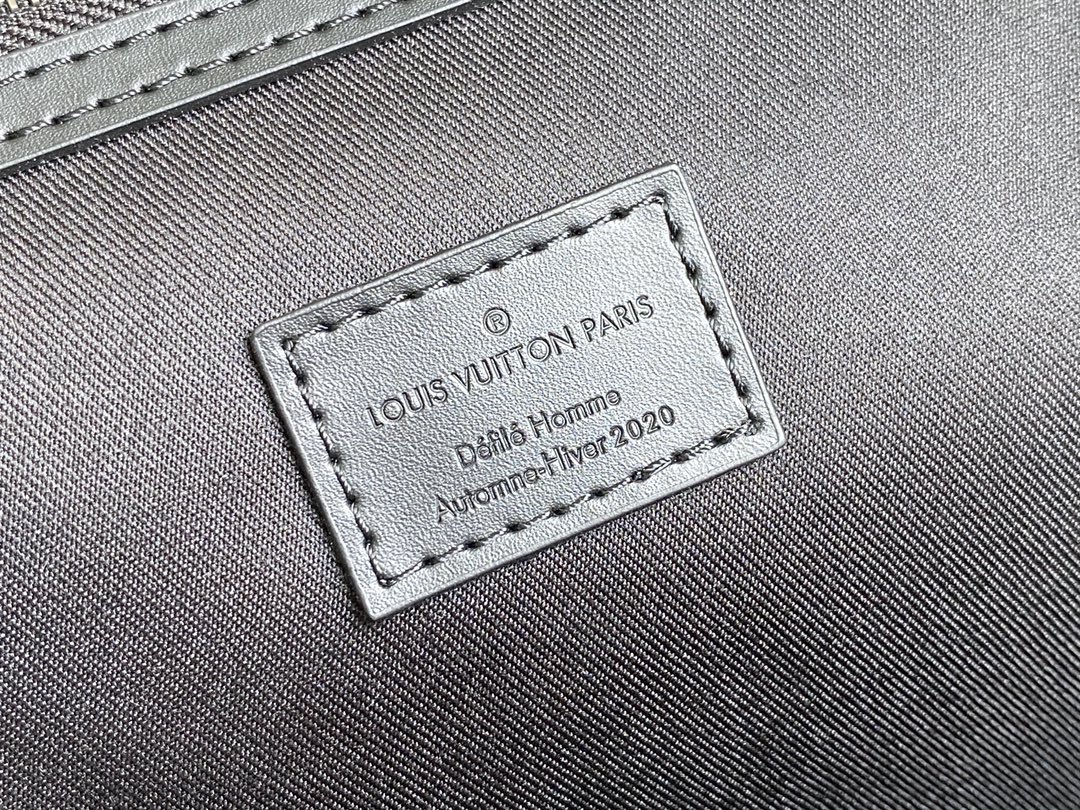 ®
LOUIS VUITTON PARIS
Défilé Homme
Automne-Hiver 2020